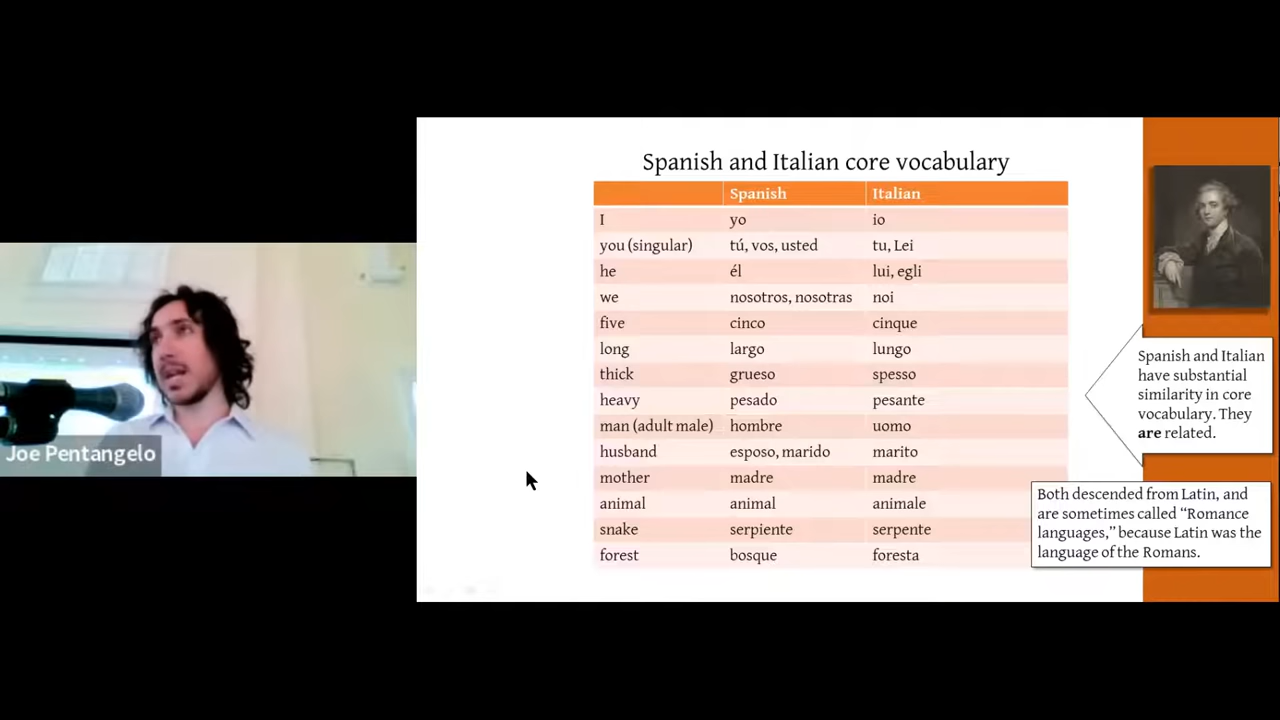 Spanish and Italian core vocabulary
Spanish Italian
I yo io
you (singular) tú, vos, usted tu, Lei
he él lui, egli
we nosotros, nosotras noi
five cinco cinque
long largo lungo
thick grueso spesso
heavy pesado pesante
man (adult male) hombre uomo
husband esposo, marido marito
mother madre madre
animal animal animale
snake serpiente serpente
forest bosque foresta
Spanish and Italian
have substantial
similarity in core
vocabulary. They
are related.
Both descended from Latin, and
are sometimes called “Romance
languages,” because Latin was the
language of the Romans.
Joe Pentangelo